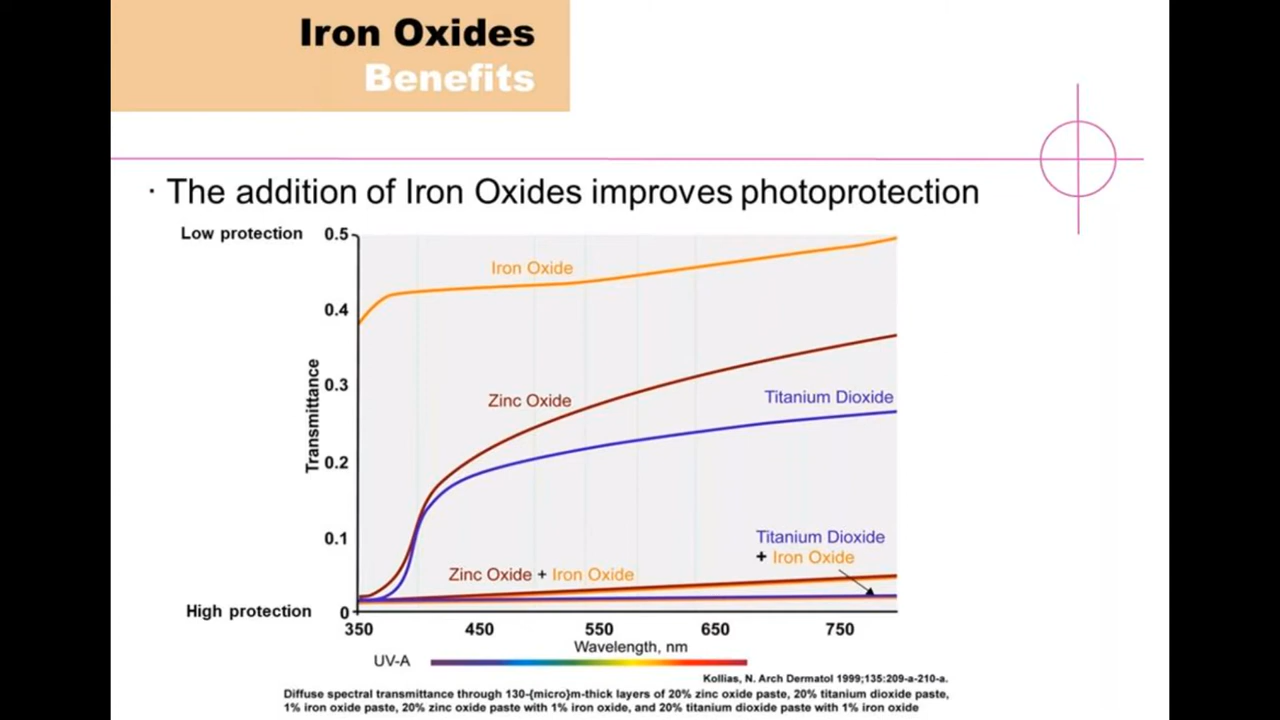 Iron Oxides
Benefits
· The addition of Iron Oxides improves photoprotection
Low protection
0.5
Iron Oxide
0.4
Transmittance
0.3
Zinc Oxide
Titanium Dioxide
0.2
0.1
Titanium Dioxide
+ Iron Oxide
Zinc Oxide + Iron Oxide
High protection
0
350 450 550 650 750
Wavelength, nm
UV-A
Kollias, N. Arch Dermatol 1999;135:209-a-210-a.
Diffuse spectral transmittance through 130-{micro}m-thick layers of 20% zinc oxide paste, 20% titanium dioxide paste,
1% iron oxide paste, 20% zinc oxide paste with 1% iron oxide, and 20% titanium dioxide paste with 1% iron oxide